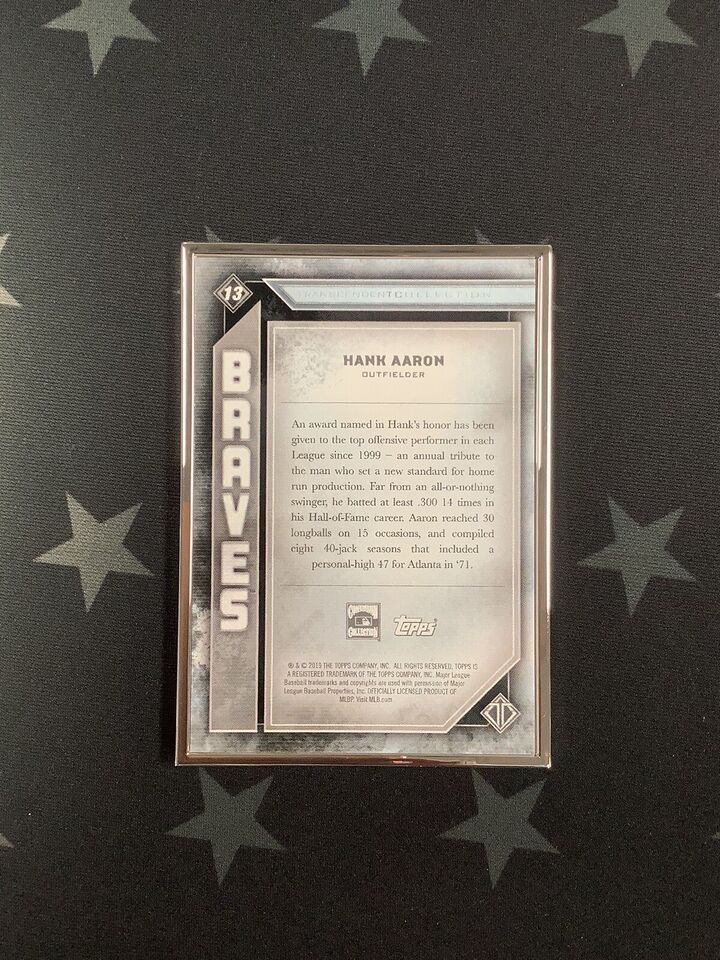 13
TRANSCENDENT COLLECTION
BRAVES
HANK AARON
OUTFIELDER
An award named in Hank's honor has been
given to the top offensive performer in each
League since 1999 – an annual tribute to
the man who set a new standard for home
run production. Far from an all-or-nothing
swinger, he batted at least .300 14 times in
his Hall-of-Fame career. Aaron reached 30
longballs on 15 occasions, and compiled
eight 40-jack seasons that included a
personal-high 47 for Atlanta in '71.
COOPERSTOWN
COLLECTION
Topps
® & © 2019 THE TOPPS COMPANY, INC. ALL RIGHTS RESERVED. TOPPS IS
A REGISTERED TRADEMARK OF THE TOPPS COMPANY, INC. Major League
Baseball trademarks and copyrights are used with permission of Major
League Baseball Properties, Inc. OFFICIALLY LICENSED PRODUCT OF
MLBP. Visit MLB.com